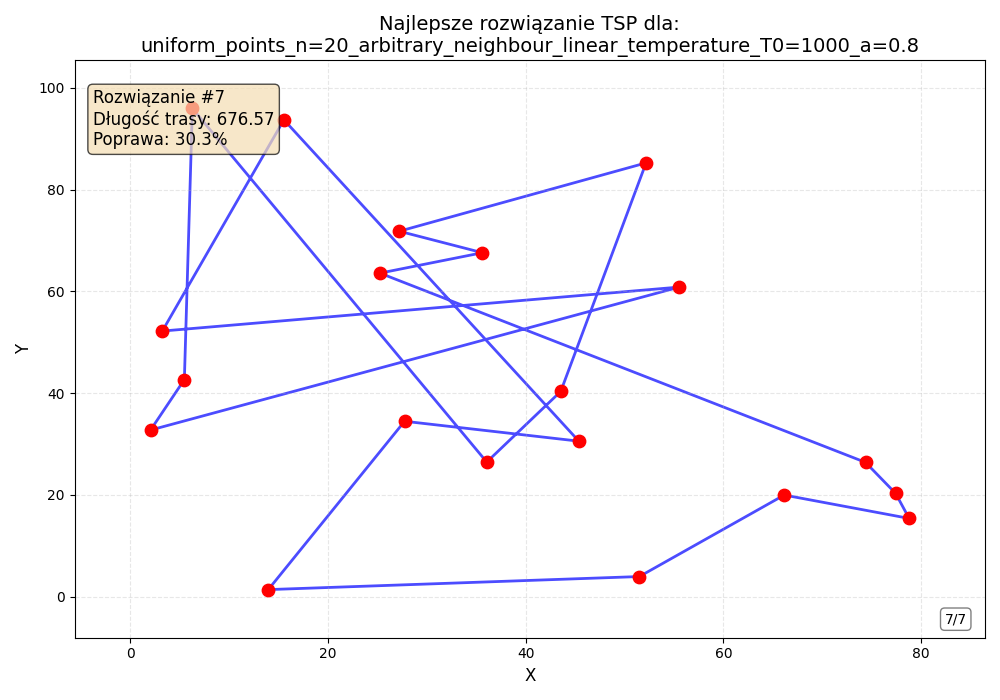 Najlepsze rozwiązanie TSP dla:
uniform_points_n=20_arbitrary_neighbour_linear_temperature_T0=1000_a=0.8
Rozwiązanie #7
Długość trasy: 676.57
Poprawa: 30.3%
Y
100
80
60
40
20
0
7/7
0 20 40 60 80
X